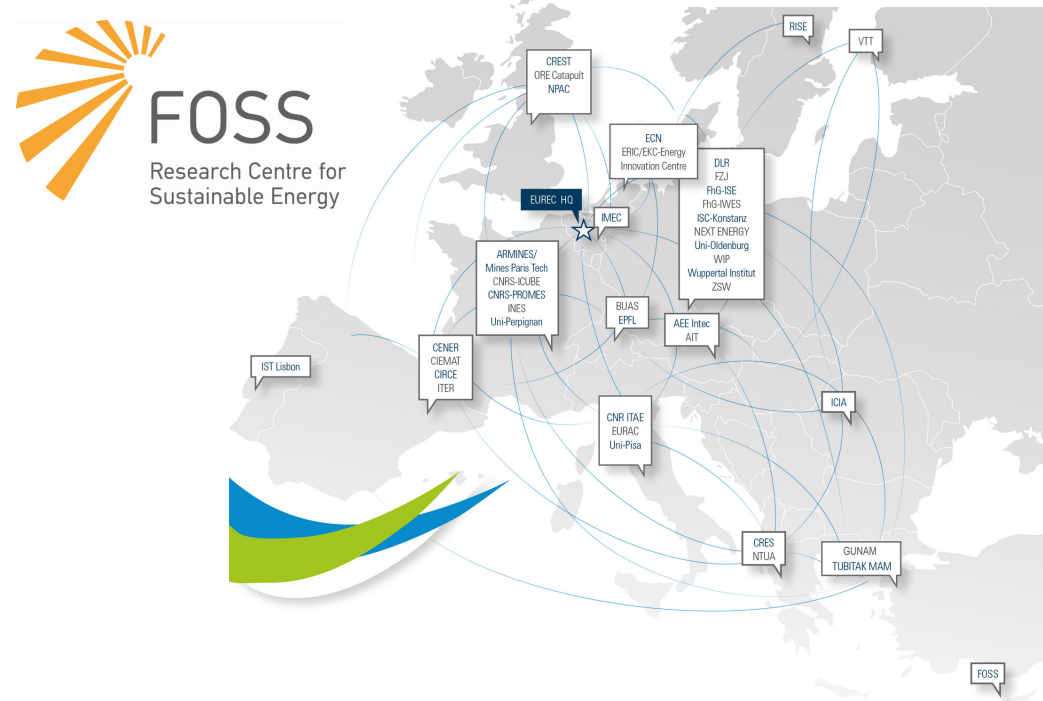 FOSS
Research Centre for
Sustainable Energy
RISE
VTT
CREST
ORE Catapult
NPAC
ECN
ERIC/EKC-Energy
Innovation Centre
DLR
FZJ
FhG-ISE
FhG-IWES
ISC-Konstanz
NEXT ENERGY
Uni-Oldenburg
WIP
Wuppertal Institut
ZSW
EUREC HQ
IMEC
ARMINES/
Mines Paris Tech
CNRS-ICUBE
CNRS-PROMES
INES
Uni-Perpignan
BUAS
EPFL
AEE Intec
AIT
CENER
CIEMAT
CIRCE
ITER
IST Lisbon
ICIA
CNR ITAE
EURAC
Uni-Pisa
CRES
NTUA
GUNAM
TUBITAK MAM
FOSS